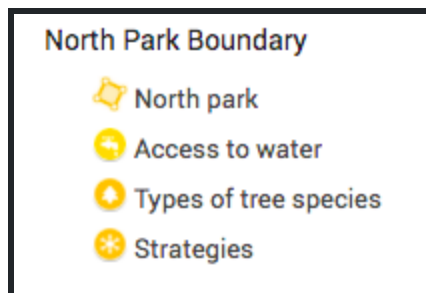 North Park Boundary
North park
Access to water
Types of tree species
Strategies